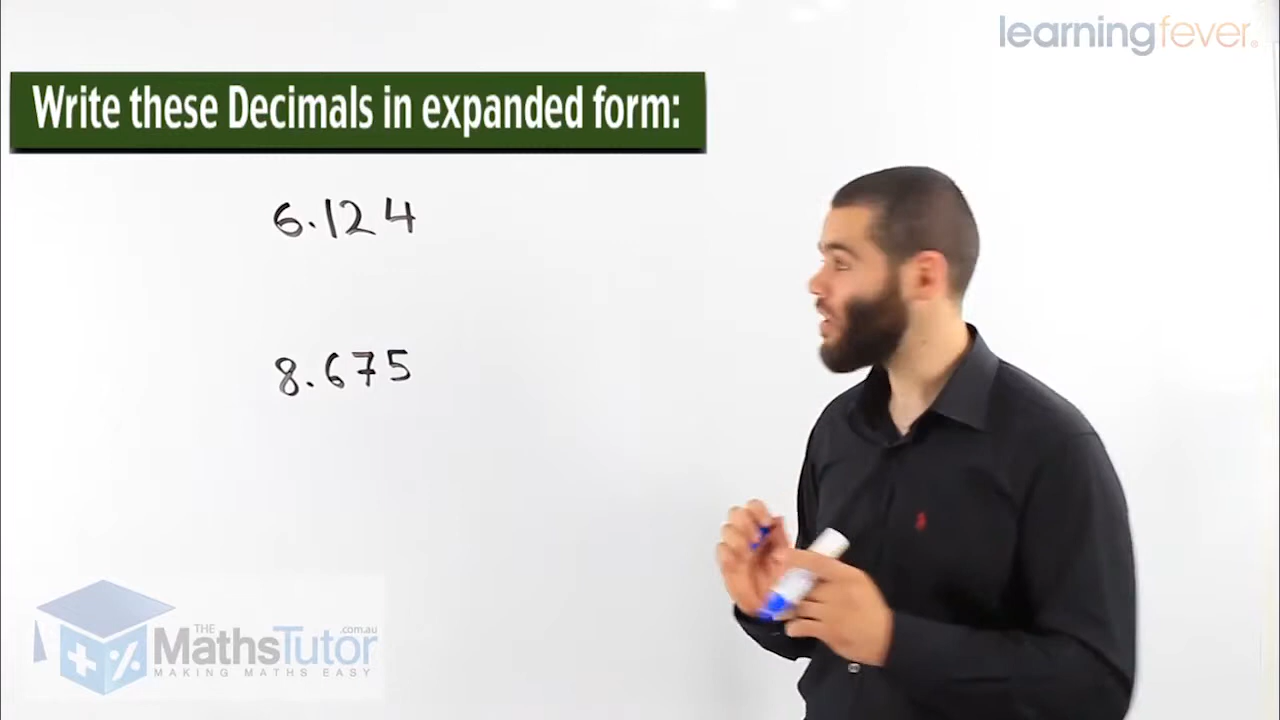 learningfever®
Write these Decimals in expanded form:
6.124
8.675
THE
MathsTutor.com.au
MAKING MATHS EASY